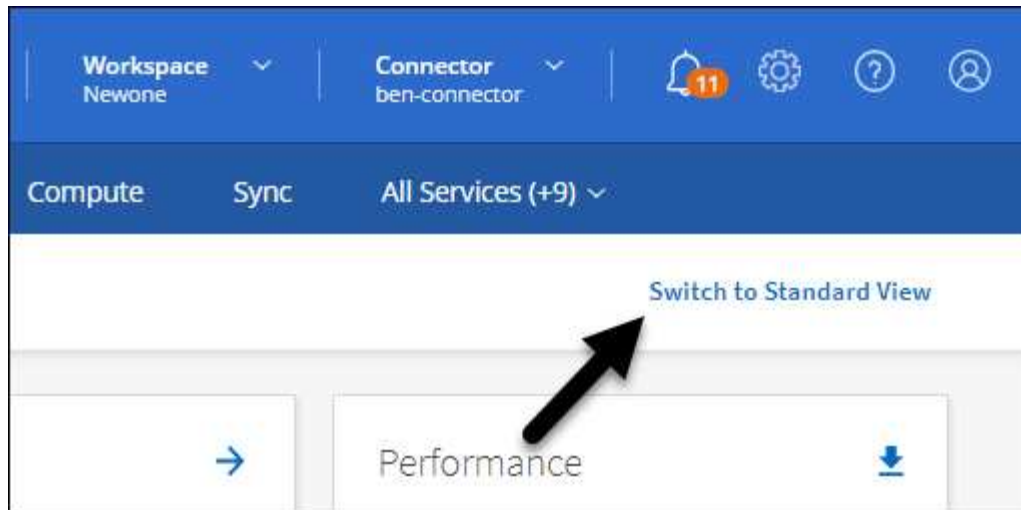 Workspace
Newone
Connector
ben-connector
11
?
Compute
Sync
All Services (+9)
Switch to Standard View
Performance